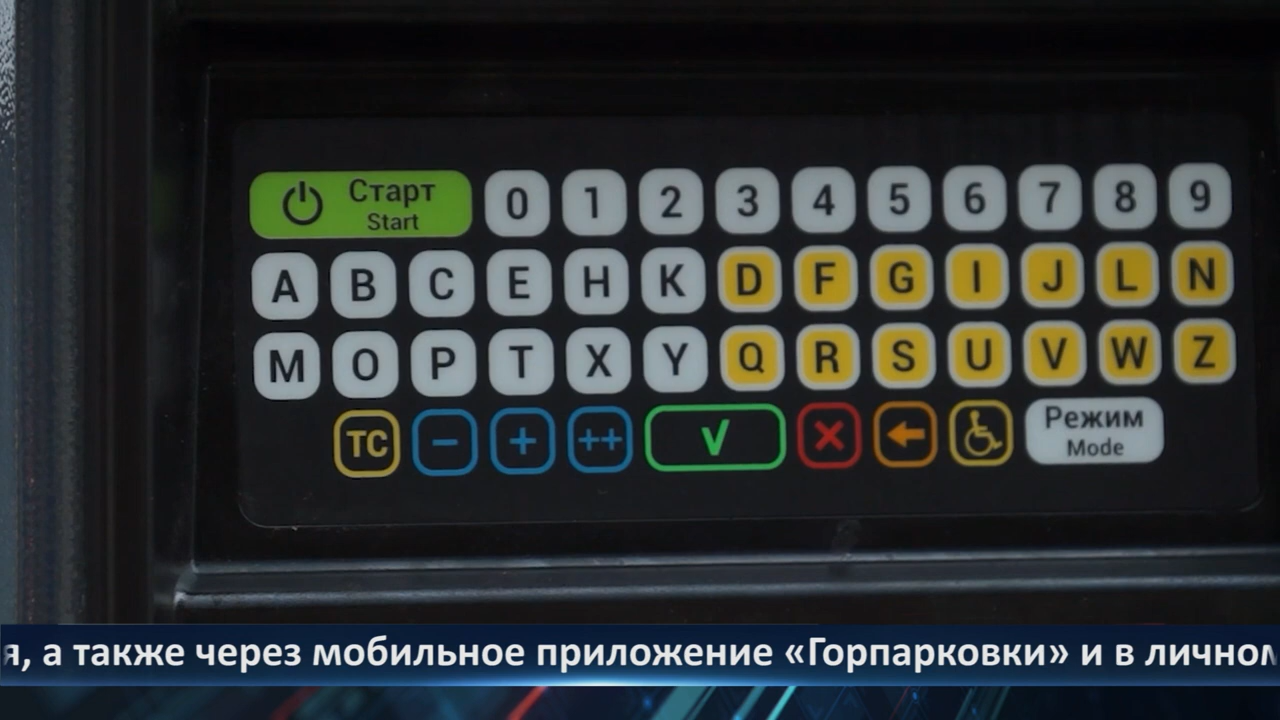 Старт 0 1 2 3 4 5 6 7 8 9
Start
A B C E H K D F G I J L N
M O P T X Y Q R S U V W Z
TC - + ++ √ × ← Режим
Mode
я, а также через мобильное приложение «Горпарковки» и в личном